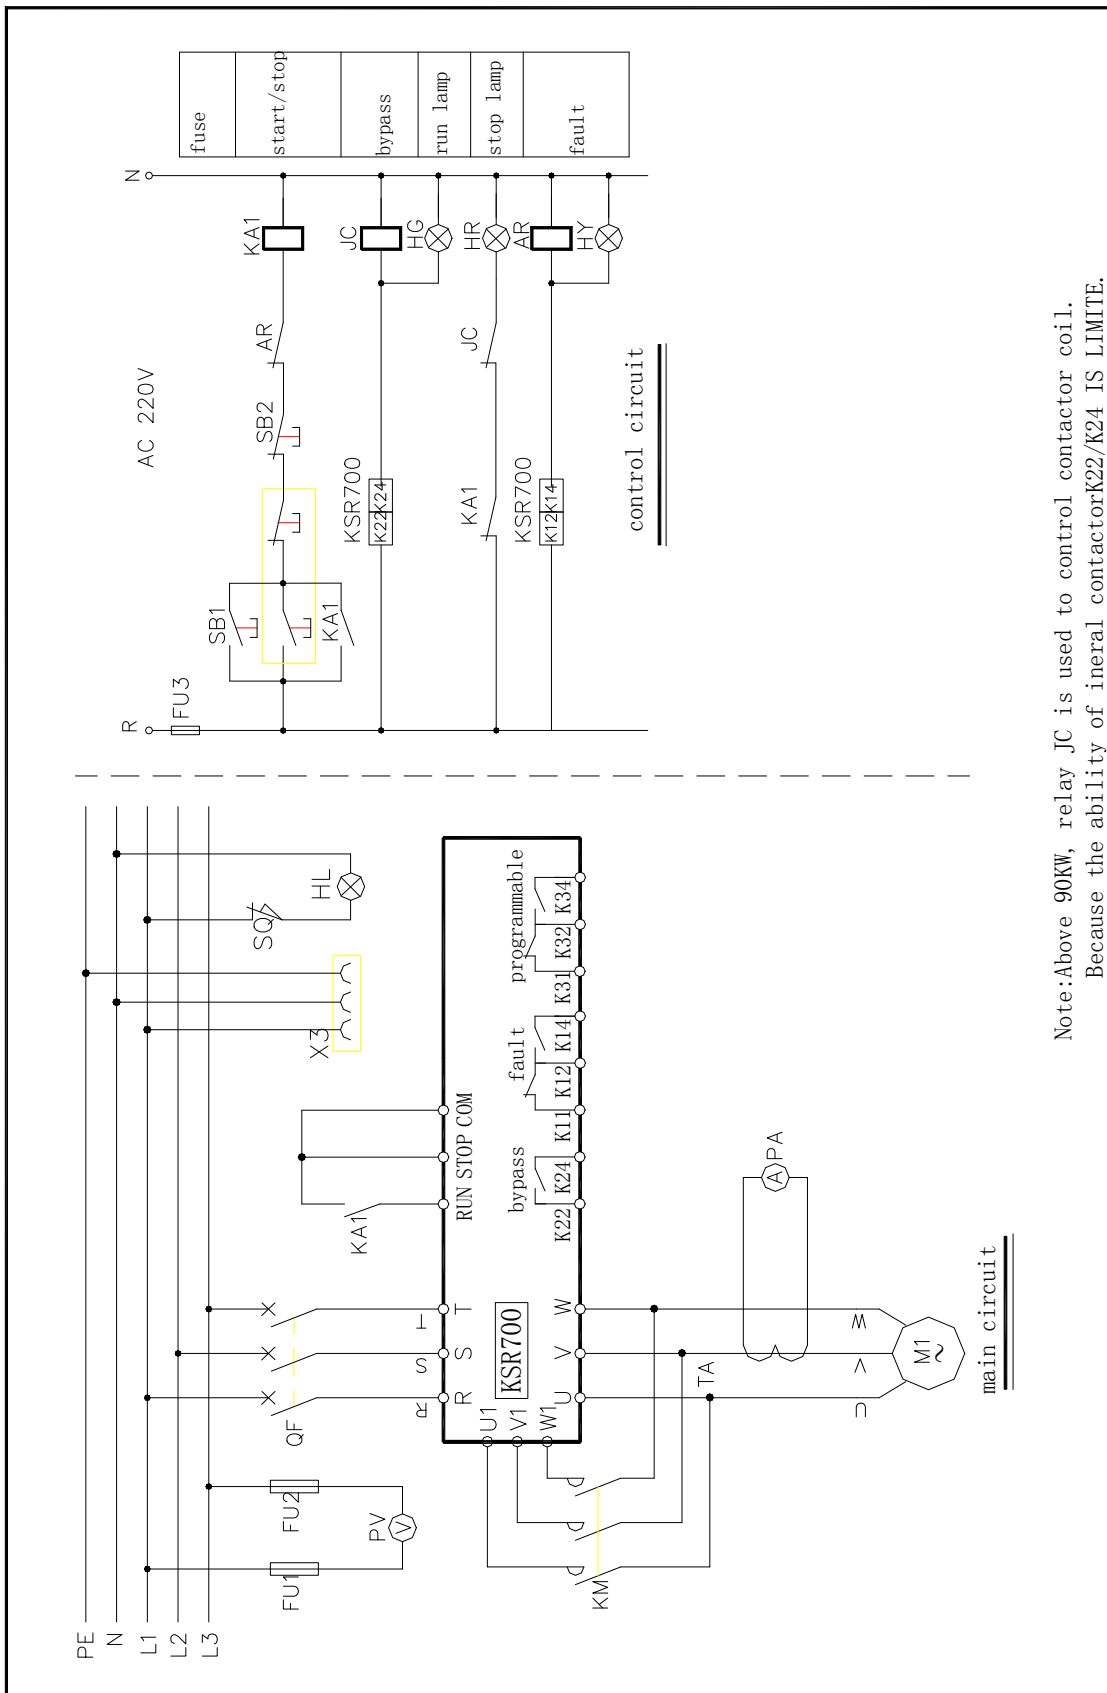 PE
N
L1
L2
L3
FU1
FU2
PV
V
QF
R
S
T
R
S
T
KA1
RUN STOP COM
X3
SQ
HL
KSR700
U1
V1
W1
U
V
W
bypass
K22
K24
fault
K11
K12
K14
programmable
K31
K32
K34
KM
TA
A
PA
U
V
W
M1
~
main circuit
R
FU3
AC 220V
N
SB1
KA1
SB2
AR
KA1
KSR700
K22
K24
JC
HG
KA1
JC
HR
KSR700
K12
K14
AR
HY
control circuit
fuse
start/stop
bypass
run lamp
stop lamp
fault
Note:Above 90KW, relay JC is used to control contactor coil.
Because the ability of ineral contactorK22/K24 IS LIMITE.